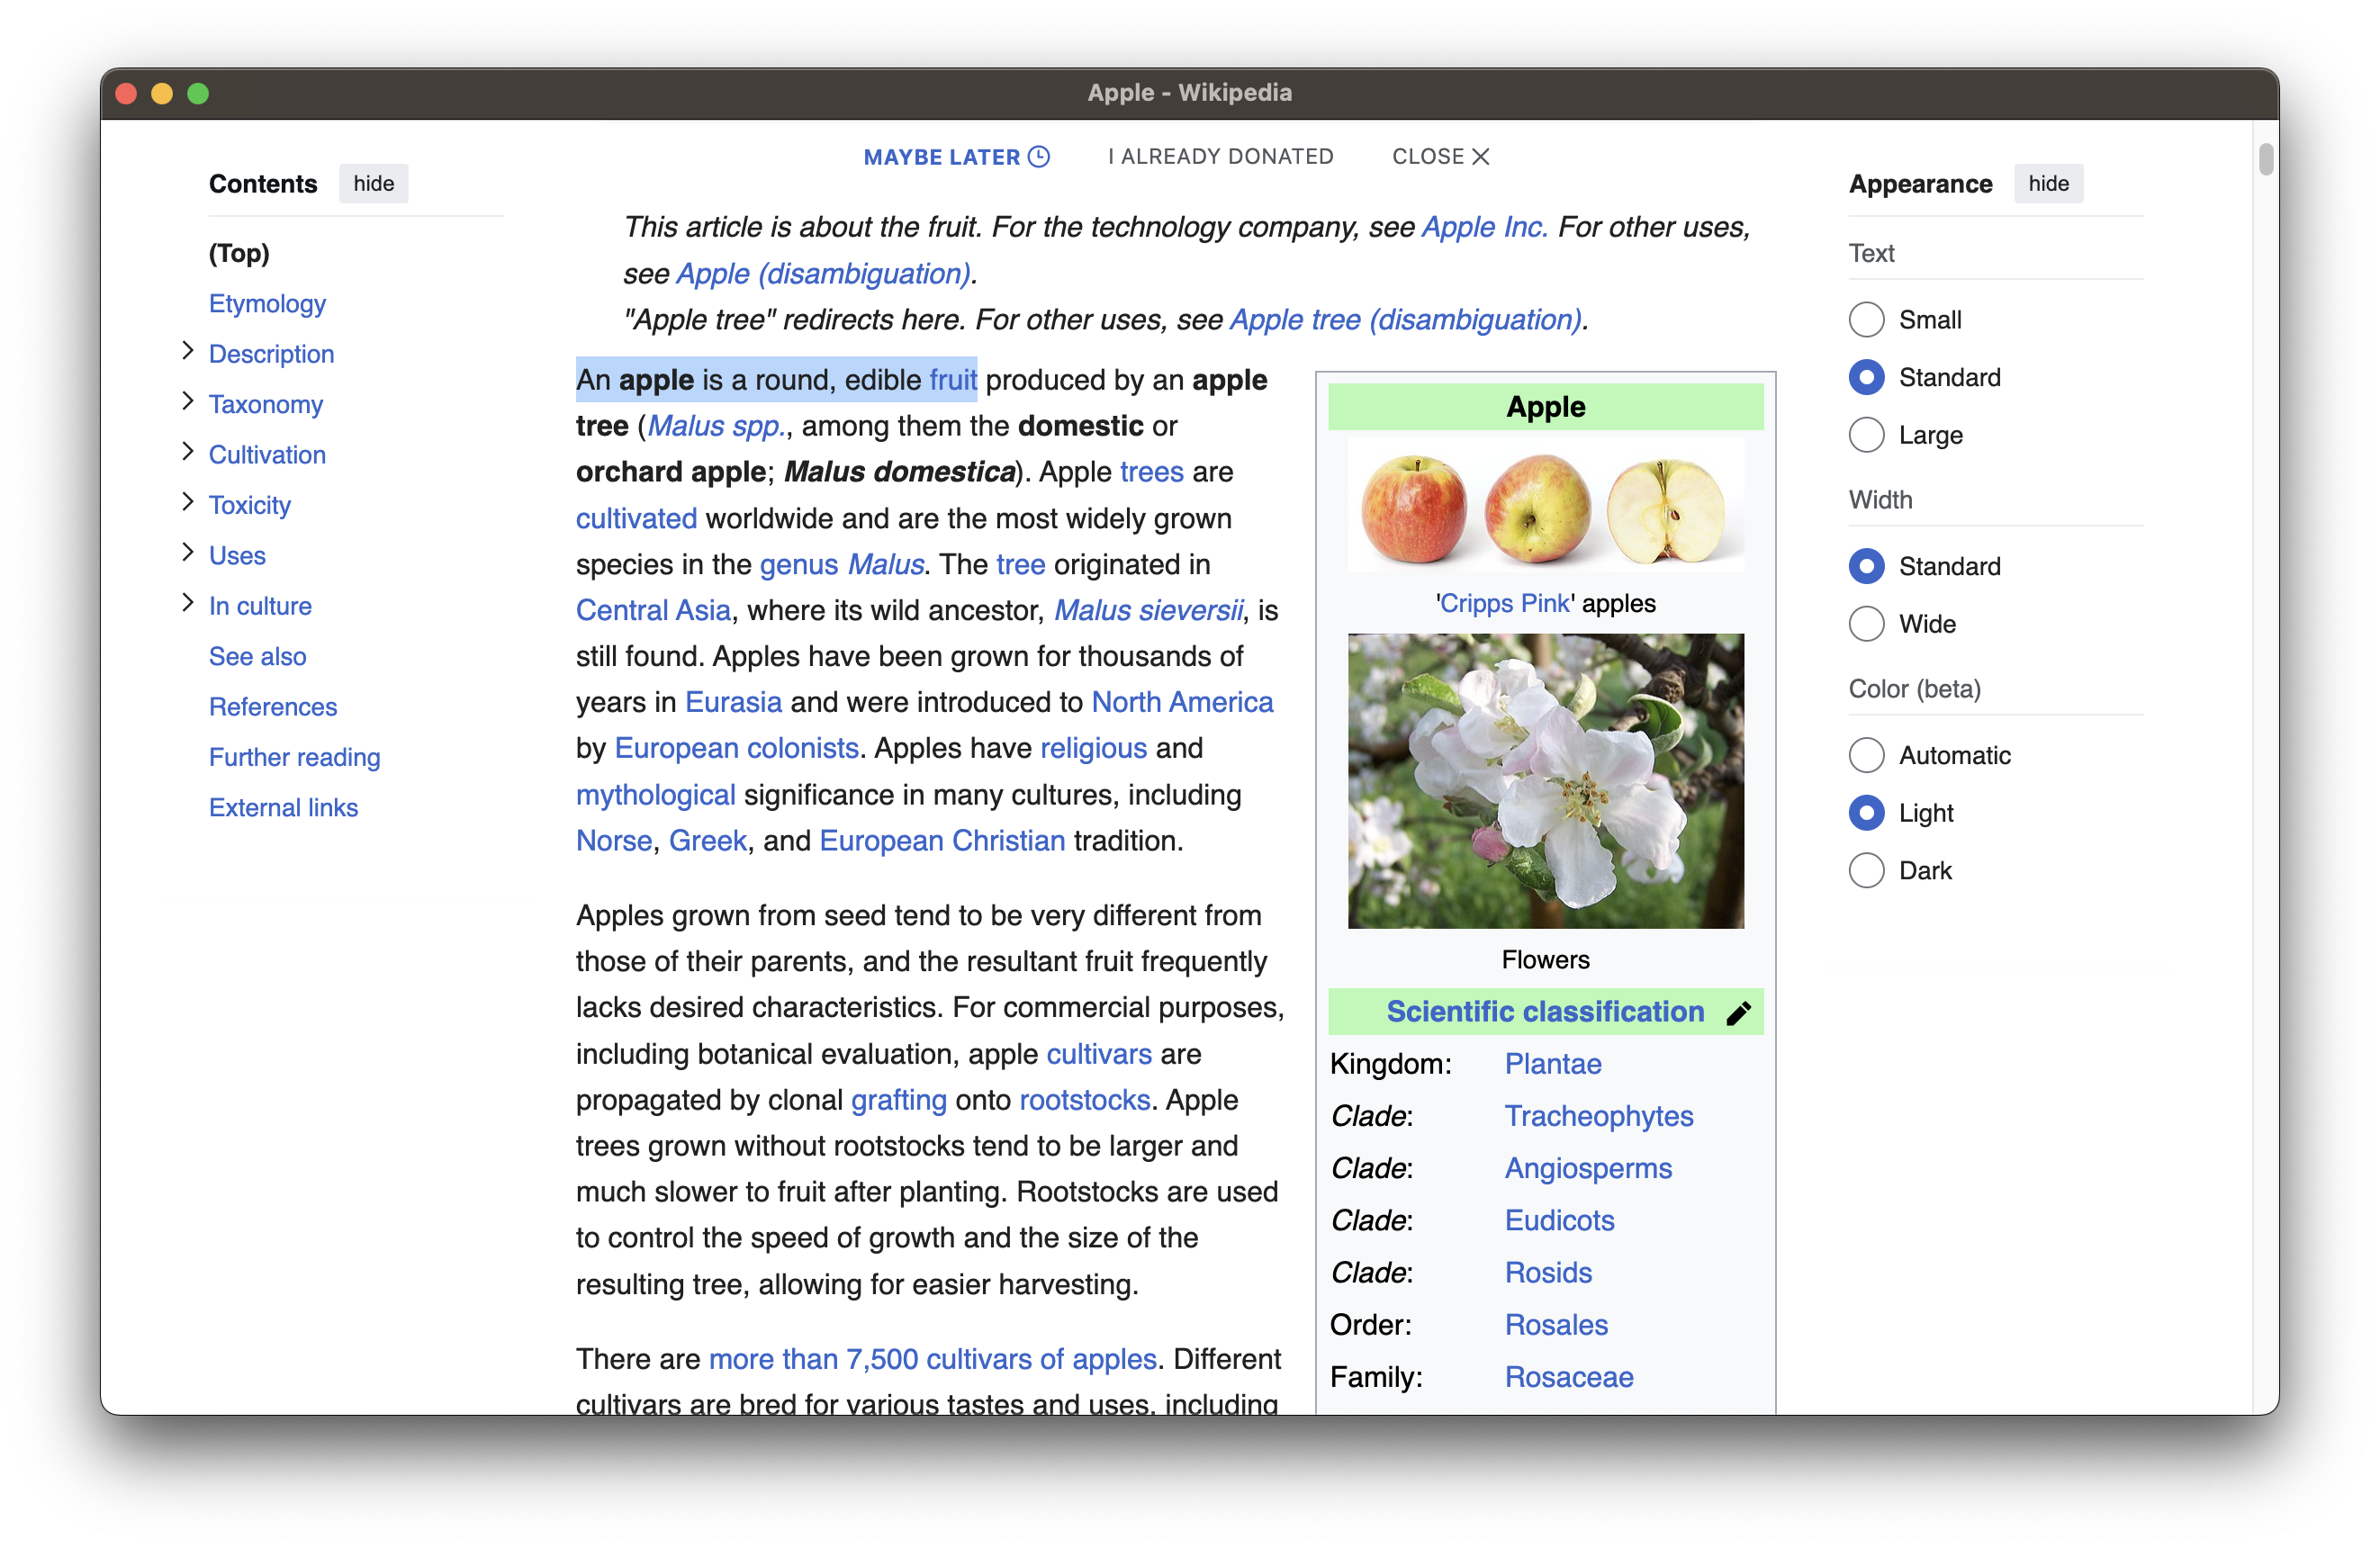 Apple - Wikipedia
MAYBE LATER
I ALREADY DONATED
CLOSE
Contents
hide
(Top)
Etymology
Description
Taxonomy
Cultivation
Toxicity
Uses
In culture
See also
References
Further reading
External links
This article is about the fruit. For the technology company, see Apple Inc. For other uses,
see Apple (disambiguation).
"Apple tree" redirects here. For other uses, see Apple tree (disambiguation).
An apple is a round, edible fruit produced by an apple
tree (Malus spp., among them the domestic or
orchard apple; Malus domestica). Apple trees are
cultivated worldwide and are the most widely grown
species in the genus Malus. The tree originated in
Central Asia, where its wild ancestor, Malus sieversii, is
still found. Apples have been grown for thousands of
years in Eurasia and were introduced to North America
by European colonists. Apples have religious and
mythological significance in many cultures, including
Norse, Greek, and European Christian tradition.
Apples grown from seed tend to be very different from
those of their parents, and the resultant fruit frequently
lacks desired characteristics. For commercial purposes,
including botanical evaluation, apple cultivars are
propagated by clonal grafting onto rootstocks. Apple
trees grown without rootstocks tend to be larger and
much slower to fruit after planting. Rootstocks are used
to control the speed of growth and the size of the
resulting tree, allowing for easier harvesting.
There are more than 7,500 cultivars of apples. Different
cultivars are bred for various tastes and uses, including
Apple
'Cripps Pink' apples
Flowers
Scientific classification
Kingdom: Plantae
Clade: Tracheophytes
Clade: Angiosperms
Clade: Eudicots
Clade: Rosids
Order: Rosales
Family: Rosaceae
Appearance
hide
Text
Small
Standard
Large
Width
Standard
Wide
Color (beta)
Automatic
Light
Dark